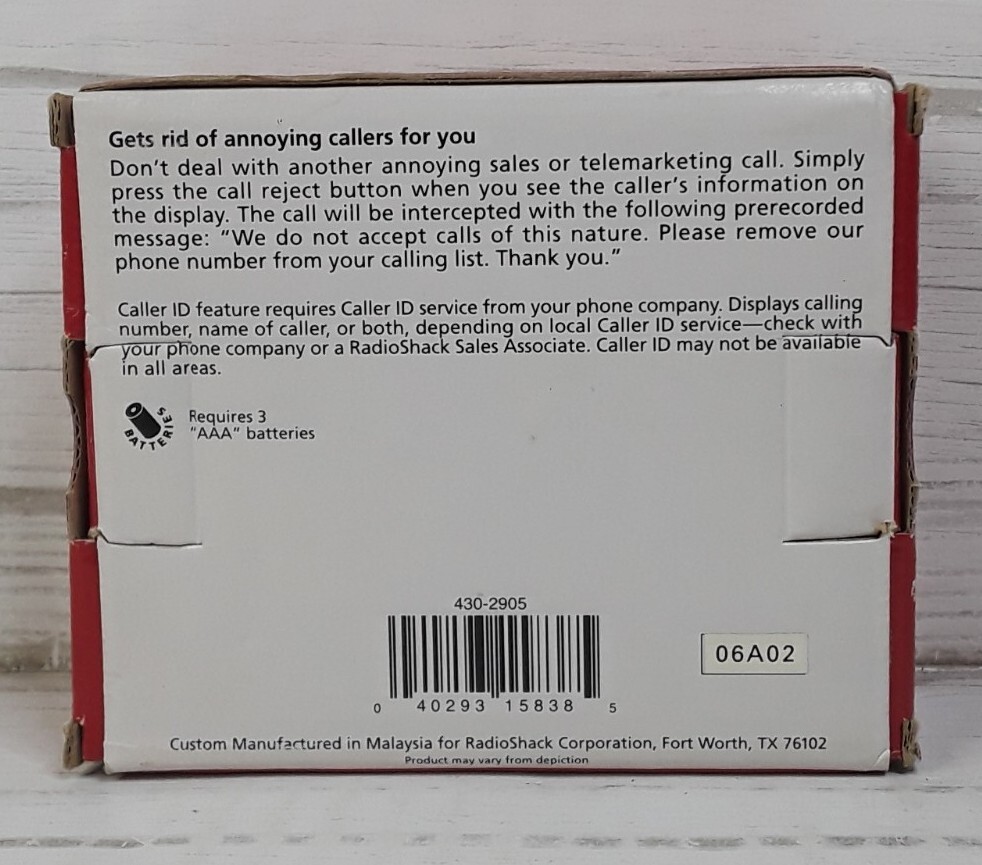 Gets rid of annoying callers for you
Don't deal with another annoying sales or telemarketing call. Simply
press the call reject button when you see the caller's information on
the display. The call will be intercepted with the following prerecorded
message: “We do not accept calls of this nature. Please remove our
phone number from your calling list. Thank you.”
Caller ID feature requires Caller ID service from your phone company. Displays calling
number, name of caller, or both, depending on local Caller ID service—check with
your phone company or a RadioShack Sales Associate. Caller ID may not be available
in all areas.
BATTERIES
Requires 3
“AAA” batteries
430-2905
06A02
0 40293 15838 5
Custom Manufactured in Malaysia for RadioShack Corporation, Fort Worth, TX 76102
Product may vary from depiction